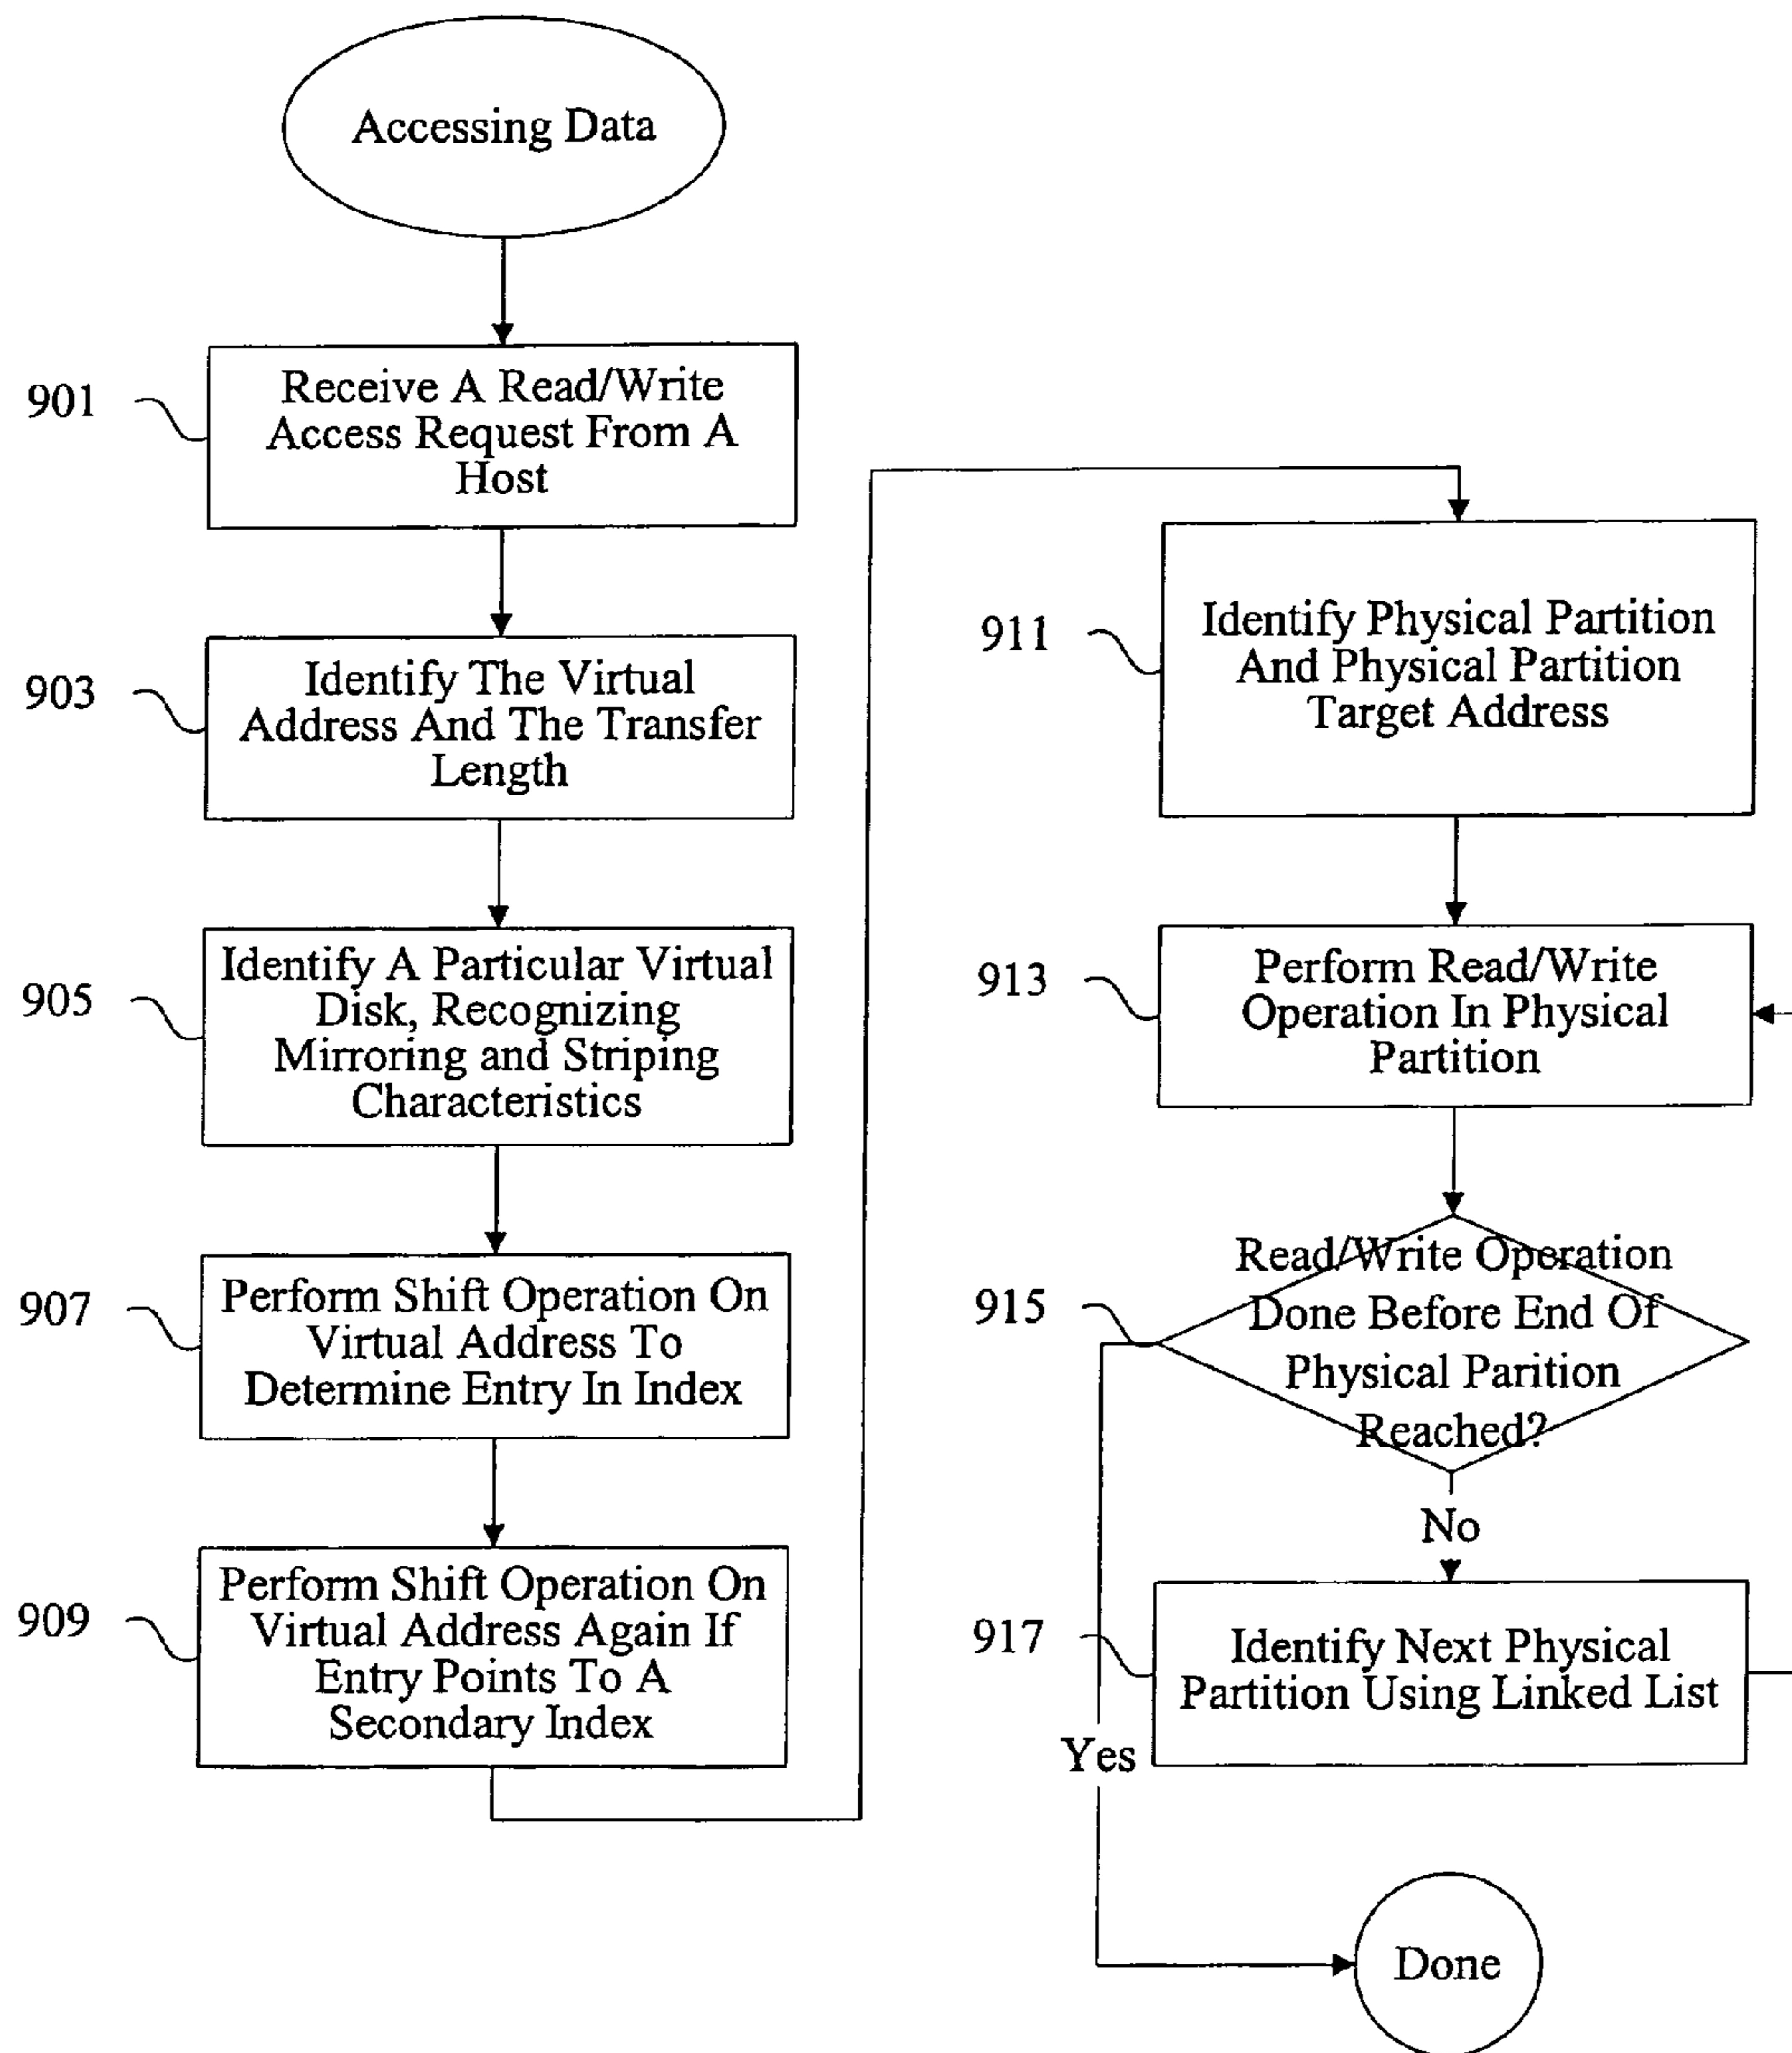 Accessing Data
901
Receive A Read/Write
Access Request From A
Host
903
Identify The Virtual
Address And The Transfer
Length
905
Identify A Particular Virtual
Disk, Recognizing
Mirroring and Striping
Characteristics
907
Perform Shift Operation On
Virtual Address To
Determine Entry In Index
909
Perform Shift Operation On
Virtual Address Again If
Entry Points To A
Secondary Index
911
Identify Physical Partition
And Physical Partition
Target Address
913
Perform Read/Write
Operation In Physical
Partition
915
Read/Write Operation
Done Before End Of
Physical Parition
Reached?
No
917
Identify Next Physical
Partition Using Linked List
Yes
Done